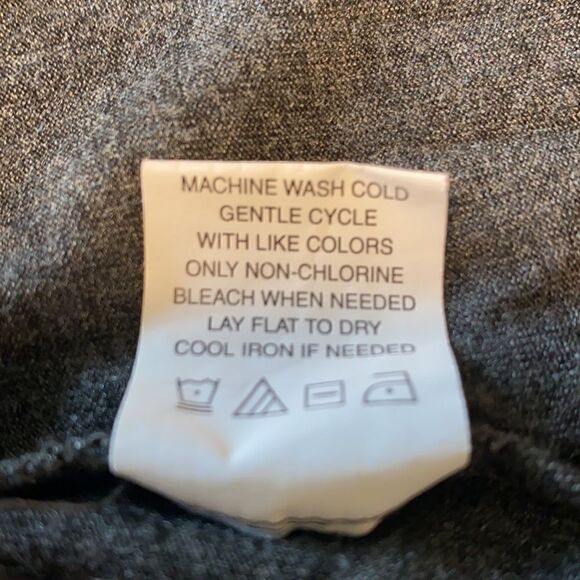 MACHINE WASH COLD
GENTLE CYCLE
WITH LIKE COLORS
ONLY NON-CHLORINE
BLEACH WHEN NEEDED
LAY FLAT TO DRY
COOL IRON IF NEEDED